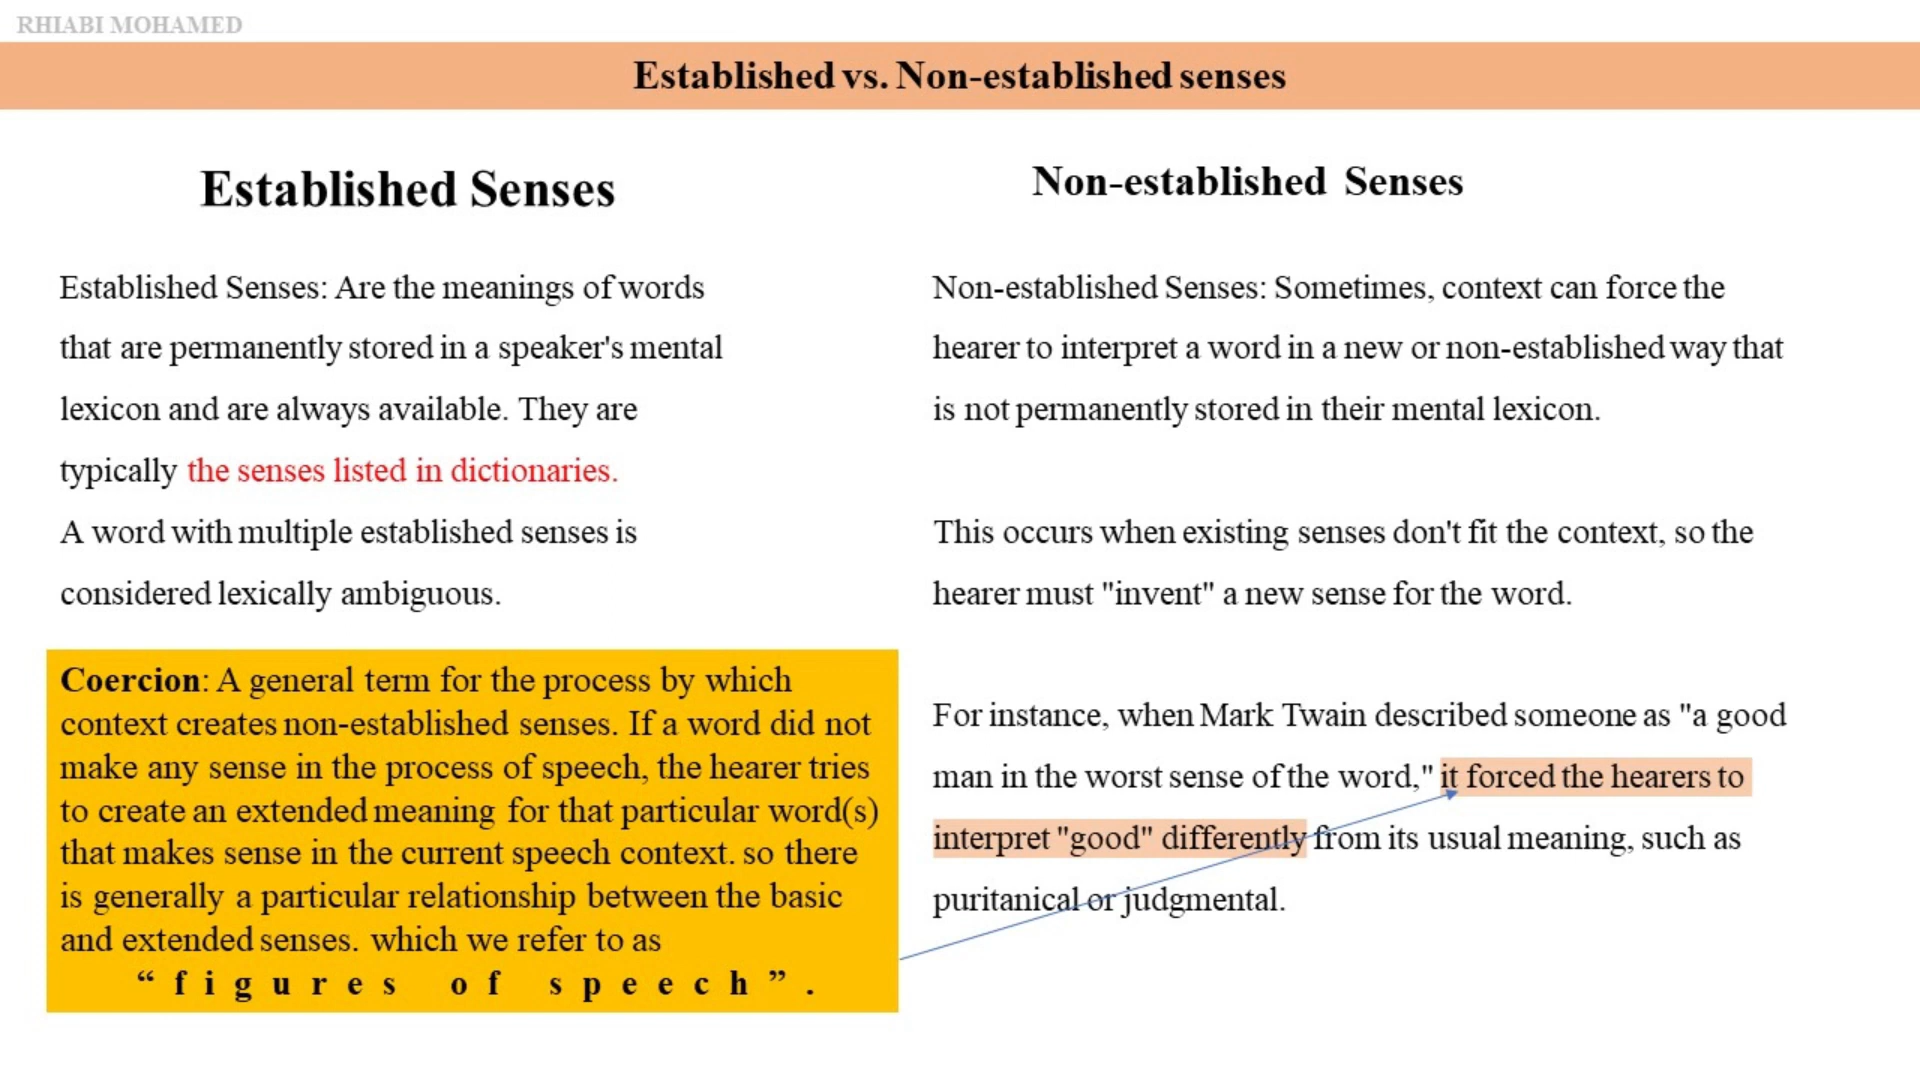 RHIABI MOHAMED
Established vs. Non-established senses
Established Senses
Established Senses: Are the meanings of words
that are permanently stored in a speaker's mental
lexicon and are always available. They are
typically the senses listed in dictionaries.
A word with multiple established senses is
considered lexically ambiguous.
Coercion: A general term for the process by which
context creates non-established senses. If a word did not
make any sense in the process of speech, the hearer tries
to create an extended meaning for that particular word(s)
that makes sense in the current speech context. so there
is generally a particular relationship between the basic
and extended senses. which we refer to as
“figures of speech”.
Non-established Senses
Non-established Senses: Sometimes, context can force the
hearer to interpret a word in a new or non-established way that
is not permanently stored in their mental lexicon.
This occurs when existing senses don't fit the context, so the
hearer must "invent" a new sense for the word.
For instance, when Mark Twain described someone as "a good
man in the worst sense of the word," it forced the hearers to
interpret "good" differently from its usual meaning, such as
puritanical or judgmental.